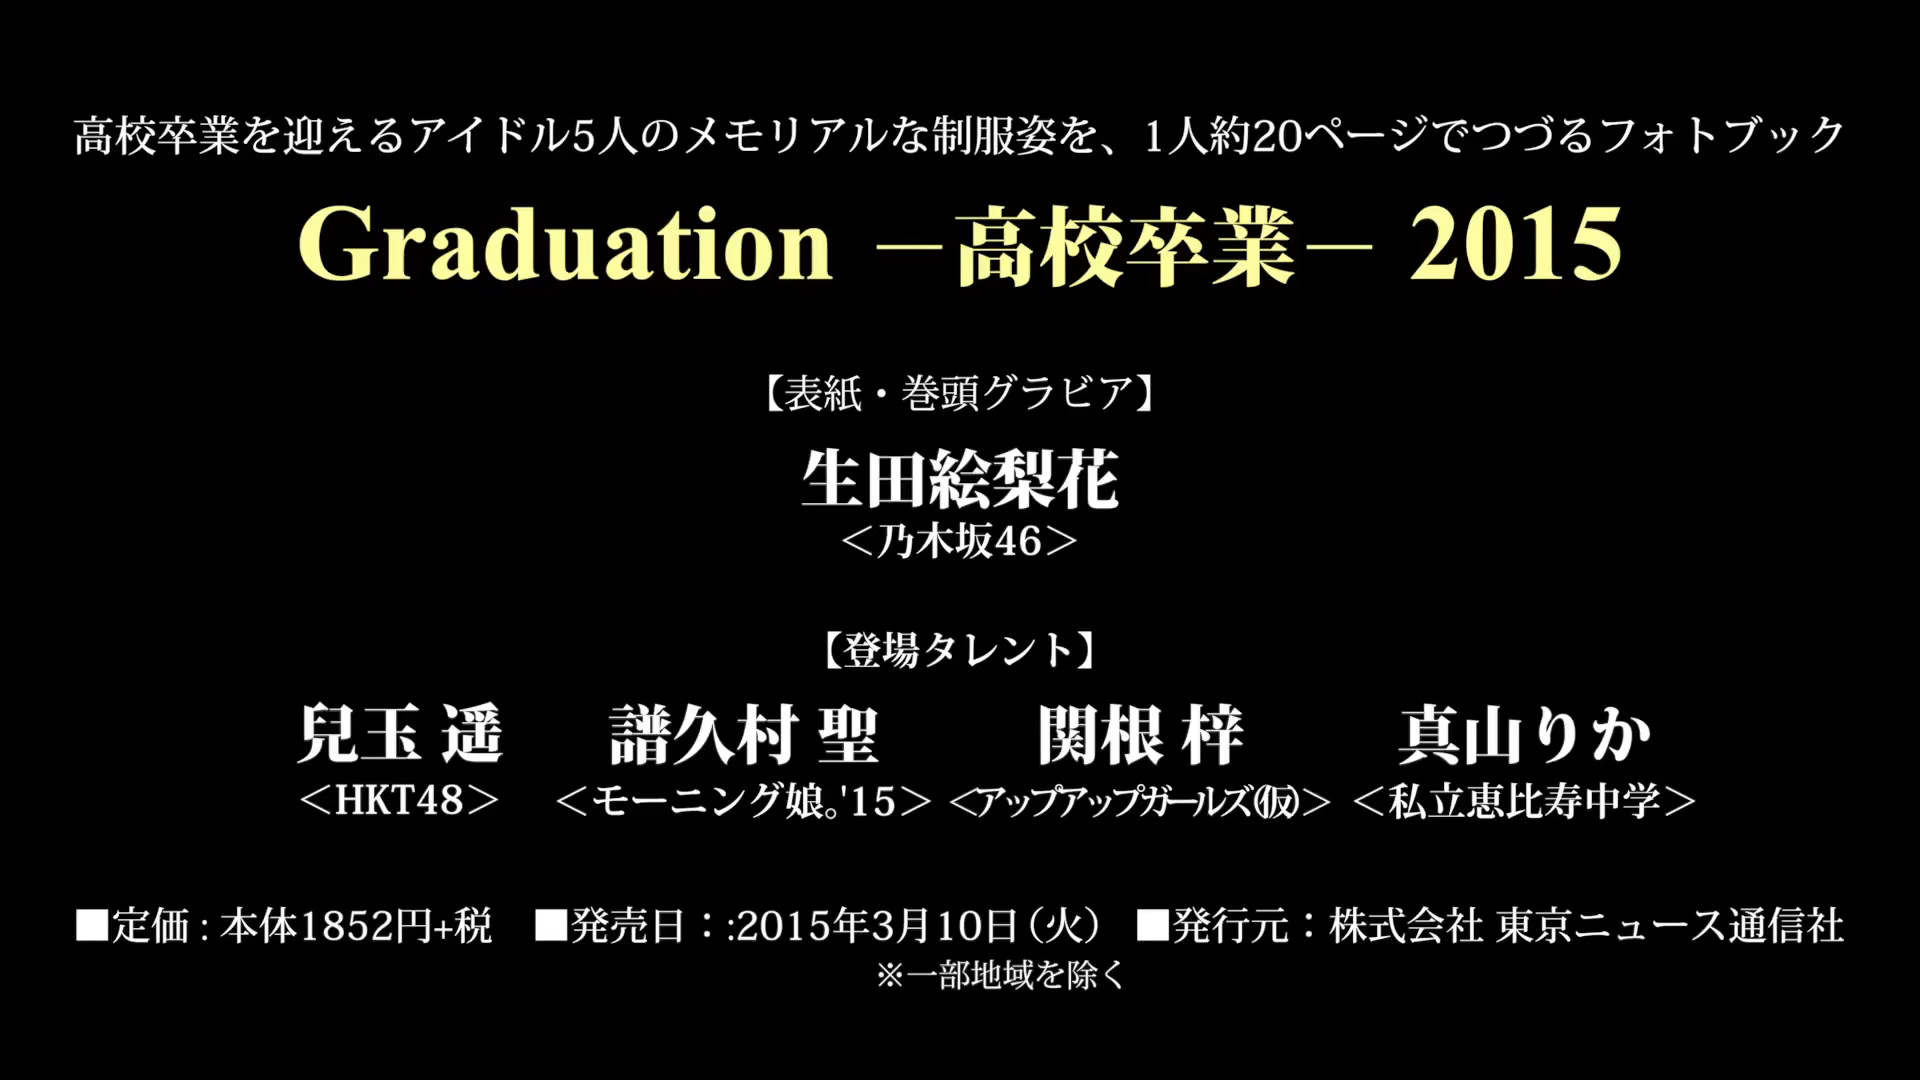 高校卒業を迎えるアイドル5人のメモリアルな制服姿を、1人約20ページでつづるフォトブック
Graduation －高校卒業－ 2015
【表紙・巻頭グラビア】
生田絵梨花
＜乃木坂46＞
【登場タレント】
兒玉 遥 譜久村 聖 関根 梓 真山りか
＜HKT48＞ ＜モーニング娘。'15＞ ＜アップアップガールズ(仮)＞ ＜私立恵比寿中学＞
■定価 : 本体1852円+税 ■発売日：:2015年3月10日（火） ■発行元：株式会社 東京ニュース通信社
※一部地域を除く